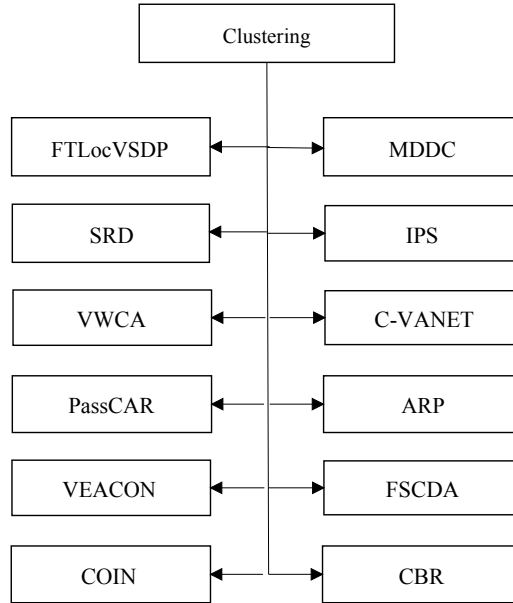 Clustering
FTLocVSDP
MDDC
SRD
IPS
VWCA
C-VANET
PassCAR
ARP
VEACON
FSCDA
COIN
CBR